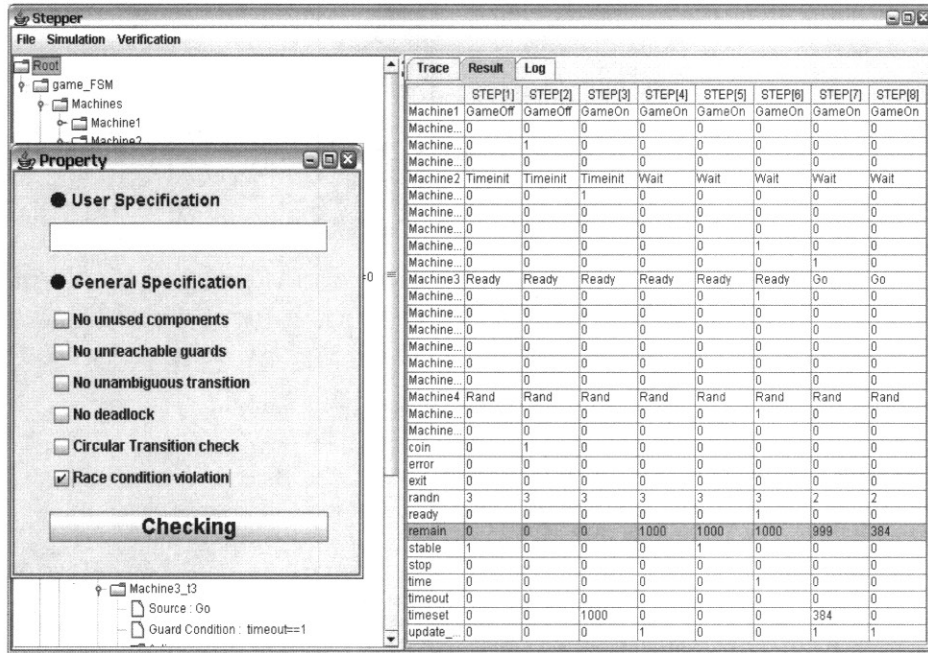 Stepper
File Simulation Verification
Root
game_FSM
Machines
Machine1
Machine2
Property
User Specification
General Specification
No unused components
No unreachable guards
No unambiguous transition
No deadlock
Circular Transition check
Race condition violation
Checking
=0
Machine3_t3
Source : Go
Guard Condition : timeout==1
Trace Result Log
STEP[1] STEP[2] STEP[3] STEP[4] STEP[5] STEP[6] STEP[7] STEP[8]
Machine1 GameOff GameOff GameOn GameOn GameOn GameOn GameOn GameOn
Machine... 0 0 0 0 0 0 0 0
Machine... 0 1 0 0 0 0 0 0
Machine... 0 0 0 0 0 0 0 0
Machine2 Timeinit Timeinit Timeinit Wait Wait Wait Wait Wait
Machine... 0 0 1 0 0 0 0 0
Machine... 0 0 0 0 0 0 0 0
Machine... 0 0 0 0 0 0 0 0
Machine... 0 0 0 0 0 1 0 0
Machine... 0 0 0 0 0 0 1 0
Machine3 Ready Ready Ready Ready Ready Ready Go Go
Machine... 0 0 0 0 0 1 0 0
Machine... 0 0 0 0 0 0 0 0
Machine... 0 0 0 0 0 0 0 0
Machine... 0 0 0 0 0 0 0 0
Machine... 0 0 0 0 0 0 0 0
Machine... 0 0 0 0 0 0 0 0
Machine4 Rand Rand Rand Rand Rand Rand Rand Rand
Machine... 0 0 0 0 0 1 0 0
Machine... 0 0 0 0 0 0 0 0
coin 0 1 0 0 0 0 0 0
error 0 0 0 0 0 0 0 0
exit 0 0 0 0 0 0 0 0
randn 3 3 3 3 3 3 2 2
ready 0 0 0 0 0 1 0 0
remain 0 0 0 1000 1000 1000 999 384
stable 1 0 0 0 1 0 0 0
stop 0 0 0 0 0 0 0 0
time 0 0 0 0 0 1 0 0
timeout 0 0 0 0 0 0 0 0
timeset 0 0 1000 0 0 0 384 0
update_... 0 0 0 1 0 0 1 1